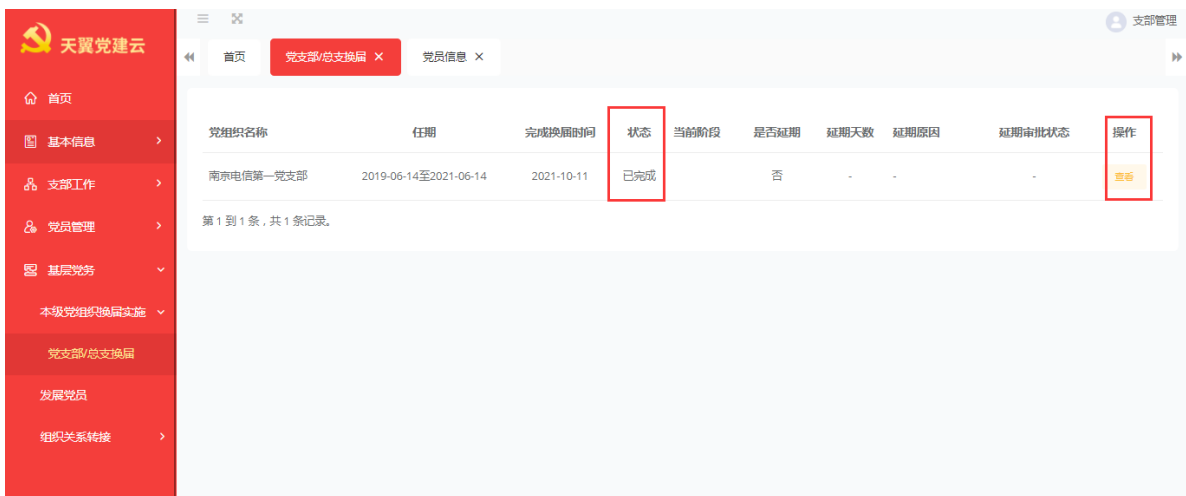 天翼党建云
支部管理
首页
党支部/总支换届 ×
党员信息 ×
首页
基本信息
支部工作
党员管理
基层党务
本级党组织换届实施
党支部/总支换届
发展党员
组织关系转接
党组织名称 任期 完成换届时间 状态 当前阶段 是否延期 延期天数 延期原因 延期审批状态 操作
南京电信第一党支部 2019-06-14至2021-06-14 2021-10-11 已完成 否 - - - 查看
第 1 到 1 条，共 1 条记录。